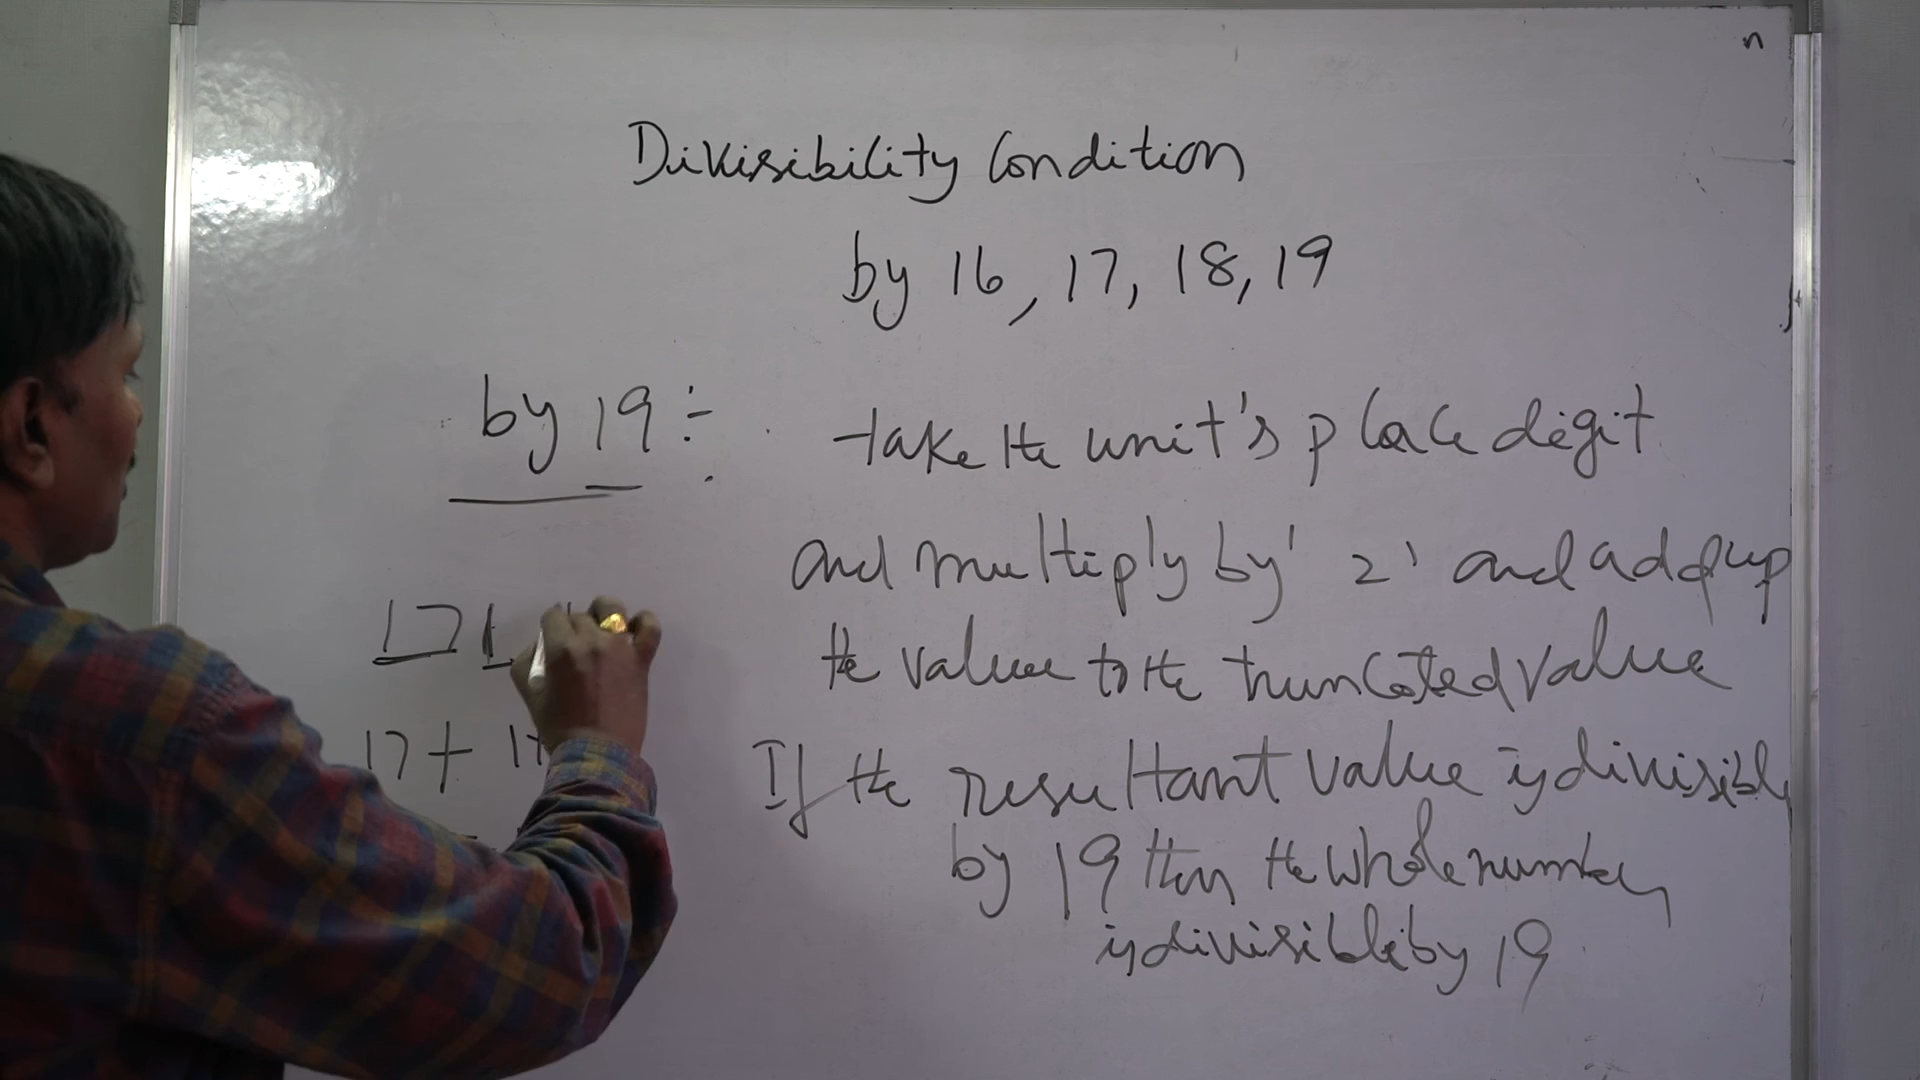 n
Divisibility Condition
by 16, 17, 18, 19
by 19 ÷
take the unit's place digit
and multiply by '2' and add up
the value to the truncated value
If the resultant value is divisible
by 19 then the whole number
is divisible by 19
171
17 + 1×